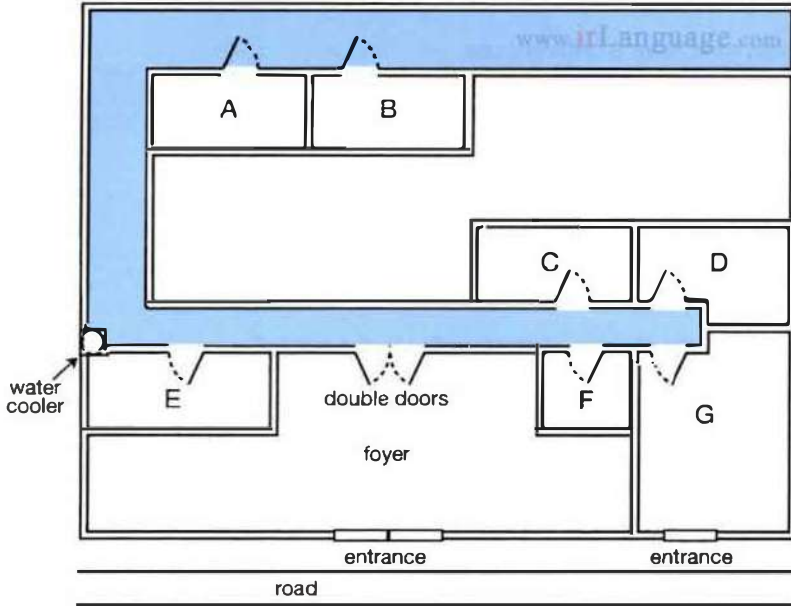 www.irLanguage.com
A
B
C
D
water
cooler
E
double doors
F
G
foyer
entrance
entrance
road